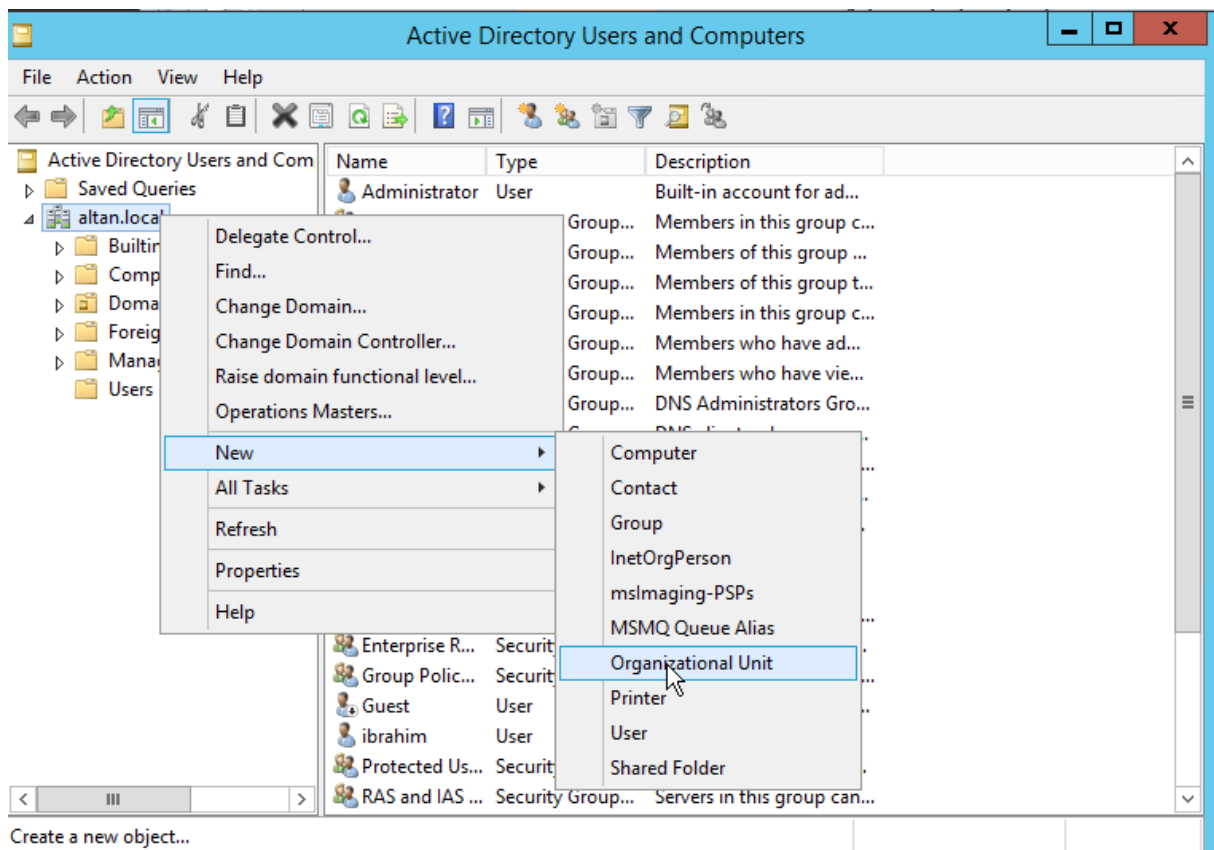 Active Directory Users and Computers
File Action View Help
Active Directory Users and Com
Saved Queries
altan.local
Builtin
Comp
Doma
Foreig
Manag
Users
Name Type Description
Administrator User Built-in account for ad...
Group... Members in this group c...
Group... Members of this group ...
Group... Members of this group t...
Group... Members in this group c...
Group... Members who have ad...
Group... Members who have vie...
Group... DNS Administrators Gro...
Delegate Control...
Find...
Change Domain...
Change Domain Controller...
Raise domain functional level...
Operations Masters...
New
All Tasks
Refresh
Properties
Help
Computer
Contact
Group
InetOrgPerson
msImaging-PSPs
MSMQ Queue Alias
Organizational Unit
Printer
User
Shared Folder
Enterprise R... Securit
Group Polic... Securit
Guest User
ibrahim User
Protected Us... Securit
RAS and IAS ... Security Group... Servers in this group can...
Create a new object...